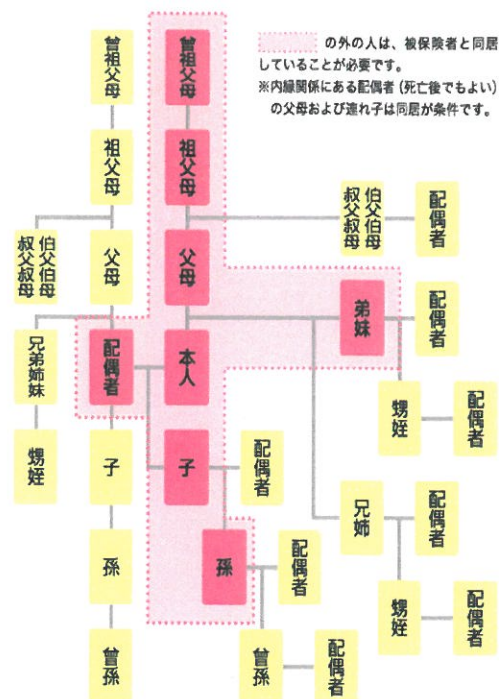 の外の人は、被保険者と同居
していることが必要です。
※内縁関係にある配偶者(死亡後でもよい)
の父母および連れ子は同居が条件です。
曾祖父母
曾祖父母
祖父母
祖父母
伯父伯母
叔父叔母
配偶者
伯父伯母
叔父叔母
父母
父母
弟妹
配偶者
兄弟姉妹
配偶者
本人
甥姪
配偶者
甥姪
子
子
配偶者
兄姉
配偶者
孫
孫
配偶者
甥姪
配偶者
曾孫
曾孫
配偶者